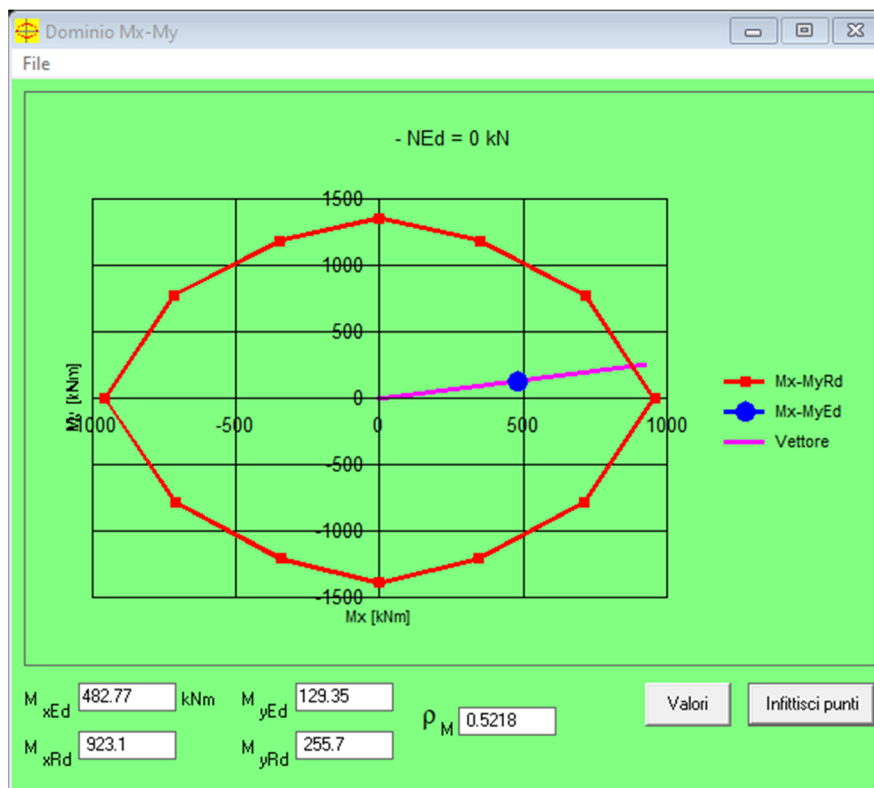 Dominio Mx-My
File
- NEd = 0 kN
1500
1000
500
0
-500
-1000
-1500
-1000 -500 0 500 1000
My [kNm]
Mx [kNm]
Mx-MyRd
Mx-MyEd
Vettore
M xEd 482.77 kNm M yEd 129.35
M xRd 923.1 M yRd 255.7
ρ M 0.5218
Valori Infittisci punti